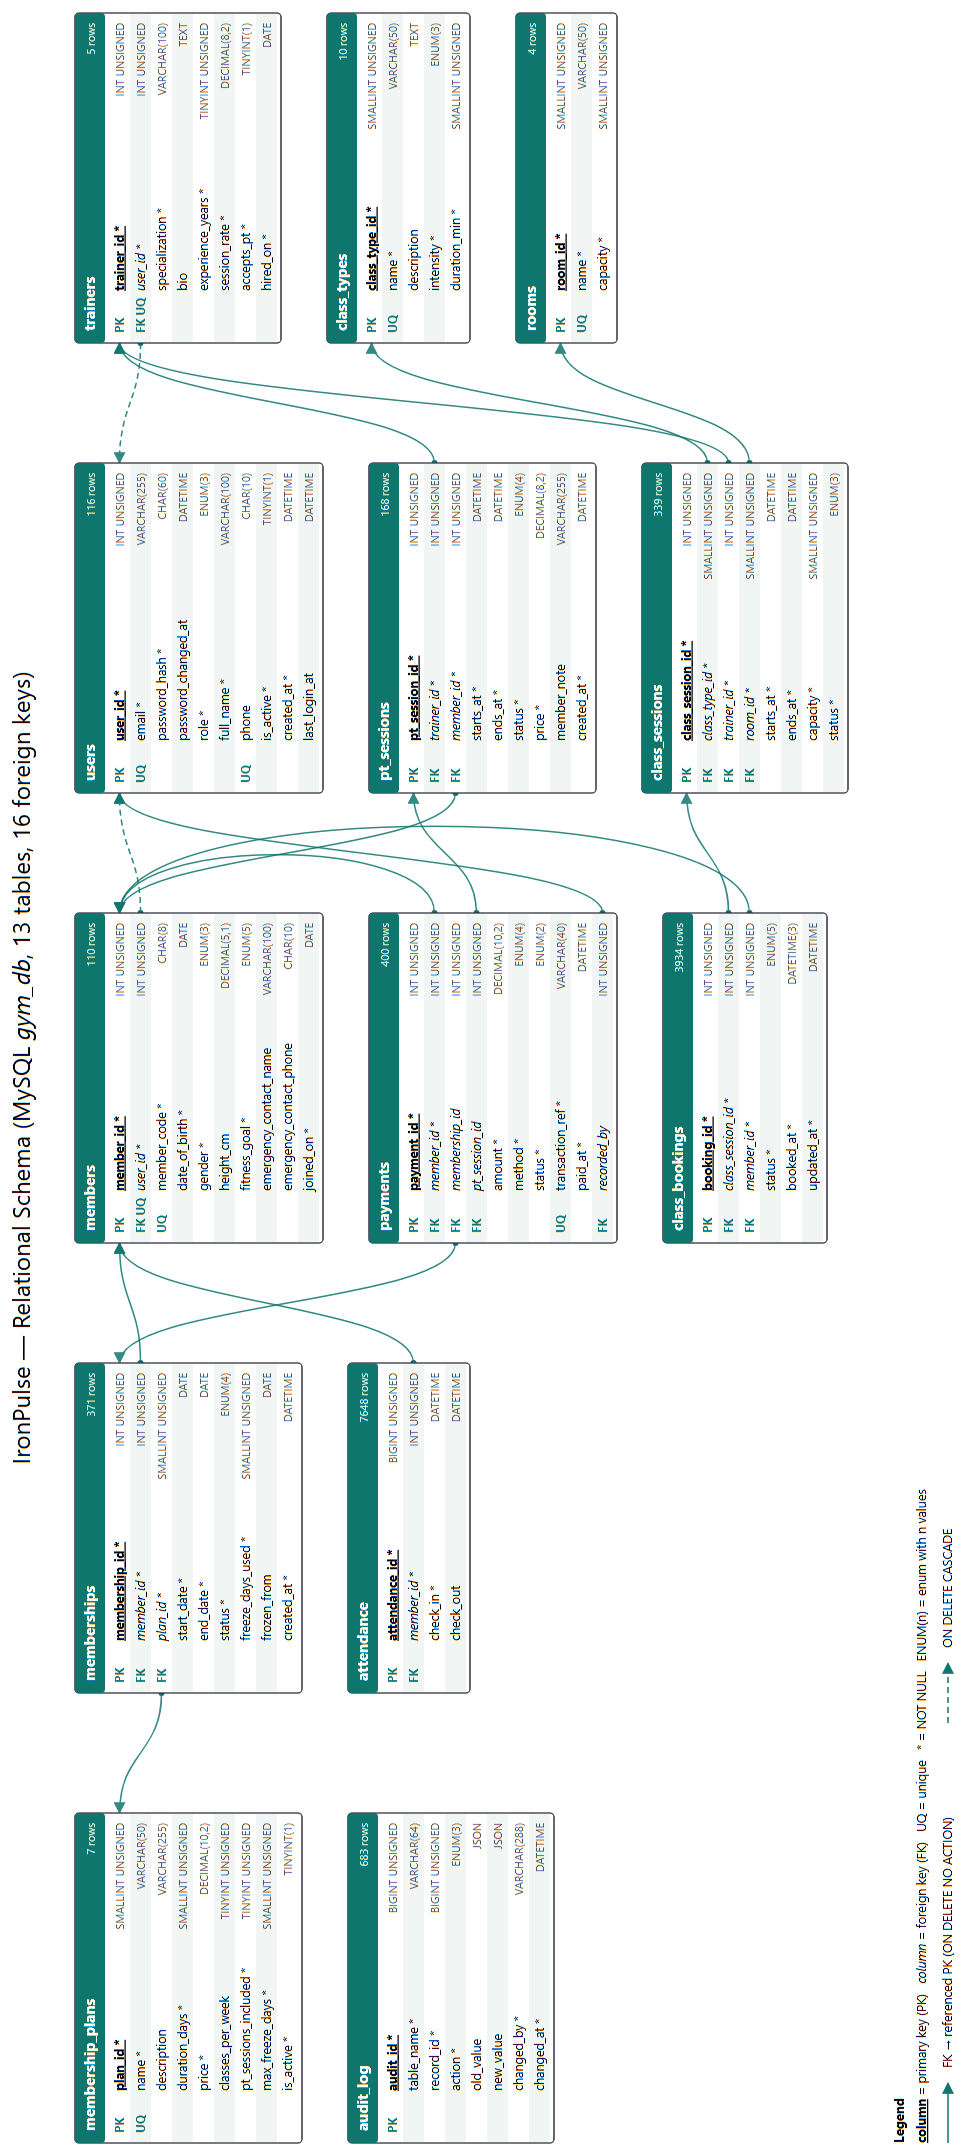 IronPulse — Relational Schema (MySQL gym_db, 13 tables, 16 foreign keys)
membership_plans 7 rows
PK plan_id * SMALLINT UNSIGNED
UQ name * VARCHAR(50)
description VARCHAR(255)
duration_days * SMALLINT UNSIGNED
price * DECIMAL(10,2)
classes_per_week TINYINT UNSIGNED
pt_sessions_included * TINYINT UNSIGNED
max_freeze_days * SMALLINT UNSIGNED
is_active * TINYINT(1)
audit_log 683 rows
PK audit_id * BIGINT UNSIGNED
table_name * VARCHAR(64)
record_id * BIGINT UNSIGNED
action * ENUM(3)
old_value JSON
new_value JSON
changed_by * VARCHAR(288)
changed_at * DATETIME
memberships 371 rows
PK membership_id * INT UNSIGNED
FK member_id * INT UNSIGNED
FK plan_id * SMALLINT UNSIGNED
start_date * DATE
end_date * DATE
status * ENUM(4)
freeze_days_used * SMALLINT UNSIGNED
frozen_from DATE
created_at * DATETIME
attendance 7648 rows
PK attendance_id * BIGINT UNSIGNED
FK member_id * INT UNSIGNED
check_in * DATETIME
check_out DATETIME
members 110 rows
PK member_id * INT UNSIGNED
FK UQ user_id * INT UNSIGNED
UQ member_code * CHAR(8)
date_of_birth * DATE
gender * ENUM(3)
height_cm DECIMAL(5,1)
fitness_goal * ENUM(5)
emergency_contact_name VARCHAR(100)
emergency_contact_phone CHAR(10)
joined_on * DATE
payments 400 rows
PK payment_id * INT UNSIGNED
FK member_id * INT UNSIGNED
FK membership_id INT UNSIGNED
FK pt_session_id INT UNSIGNED
amount * DECIMAL(10,2)
method * ENUM(4)
status * ENUM(2)
UQ transaction_ref * VARCHAR(40)
paid_at * DATETIME
FK recorded_by INT UNSIGNED
class_bookings 3934 rows
PK booking_id * INT UNSIGNED
FK class_session_id * INT UNSIGNED
FK member_id * INT UNSIGNED
status * ENUM(5)
booked_at * DATETIME(3)
updated_at * DATETIME
users 116 rows
PK user_id * INT UNSIGNED
UQ email * VARCHAR(255)
password_hash * CHAR(60)
password_changed_at DATETIME
role * ENUM(3)
full_name * VARCHAR(100)
UQ phone CHAR(10)
is_active * TINYINT(1)
created_at * DATETIME
last_login_at DATETIME
pt_sessions 168 rows
PK pt_session_id * INT UNSIGNED
FK trainer_id * INT UNSIGNED
FK member_id * INT UNSIGNED
starts_at * DATETIME
ends_at * DATETIME
status * ENUM(4)
price * DECIMAL(8,2)
member_note VARCHAR(255)
created_at * DATETIME
class_sessions 339 rows
PK class_session_id * INT UNSIGNED
FK class_type_id * SMALLINT UNSIGNED
FK trainer_id * INT UNSIGNED
FK room_id * SMALLINT UNSIGNED
starts_at * DATETIME
ends_at * DATETIME
capacity * SMALLINT UNSIGNED
status * ENUM(3)
trainers 5 rows
PK trainer_id * INT UNSIGNED
FK UQ user_id * INT UNSIGNED
specialization * VARCHAR(100)
bio TEXT
experience_years * TINYINT UNSIGNED
session_rate * DECIMAL(8,2)
accepts_pt * TINYINT(1)
hired_on * DATE
class_types 10 rows
PK class_type_id * SMALLINT UNSIGNED
UQ name * VARCHAR(50)
description TEXT
intensity * ENUM(3)
duration_min * SMALLINT UNSIGNED
rooms 4 rows
PK room_id * SMALLINT UNSIGNED
UQ name * VARCHAR(50)
capacity * SMALLINT UNSIGNED
Legend
column = primary key (PK) column = foreign key (FK) UQ = unique * = NOT NULL ENUM(n) = enum with n values
FK → referenced PK (ON DELETE NO ACTION) ON DELETE CASCADE